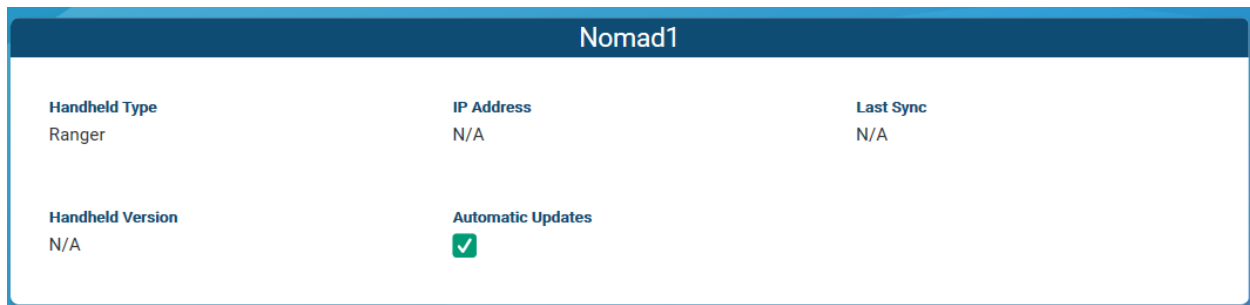 Nomad1
Handheld Type
IP Address
Last Sync
Ranger
N/A
N/A
Handheld Version
Automatic Updates
N/A